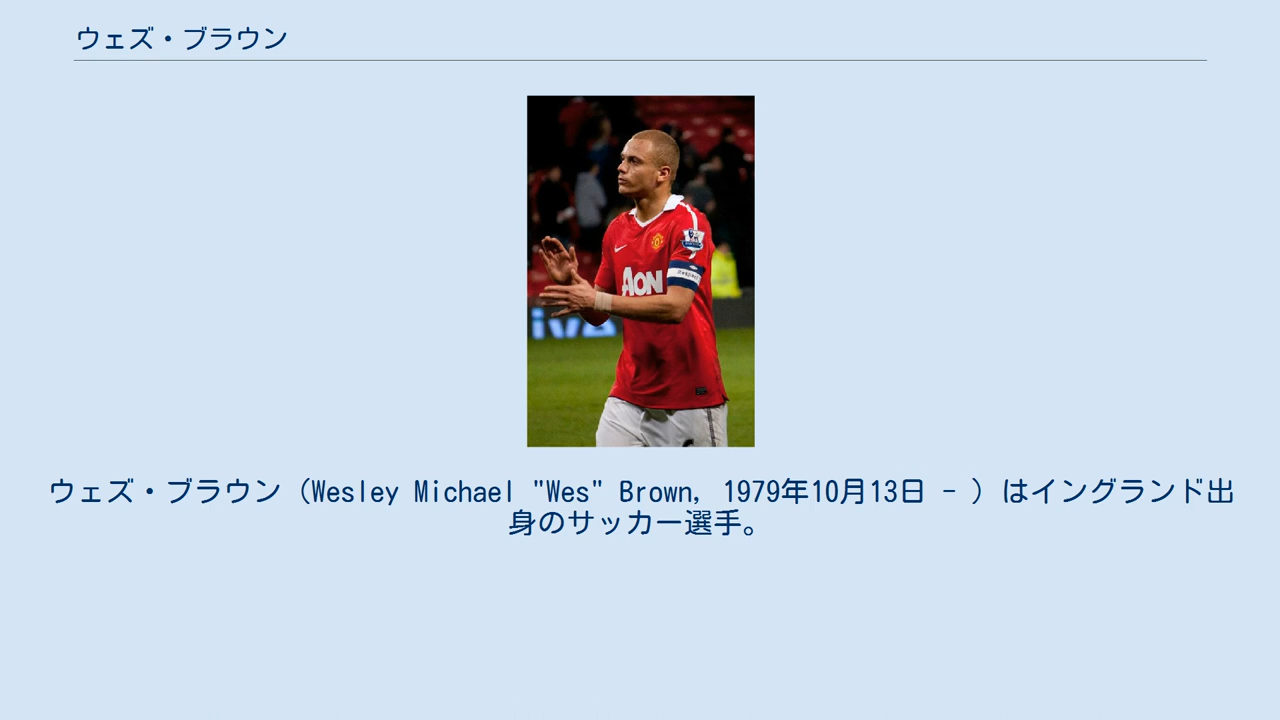 ウェズ・ブラウン
AON
iVA
ウェズ・ブラウン（Wesley Michael "Wes" Brown, 1979年10月13日 - ）はイングランド出
身のサッカー選手。